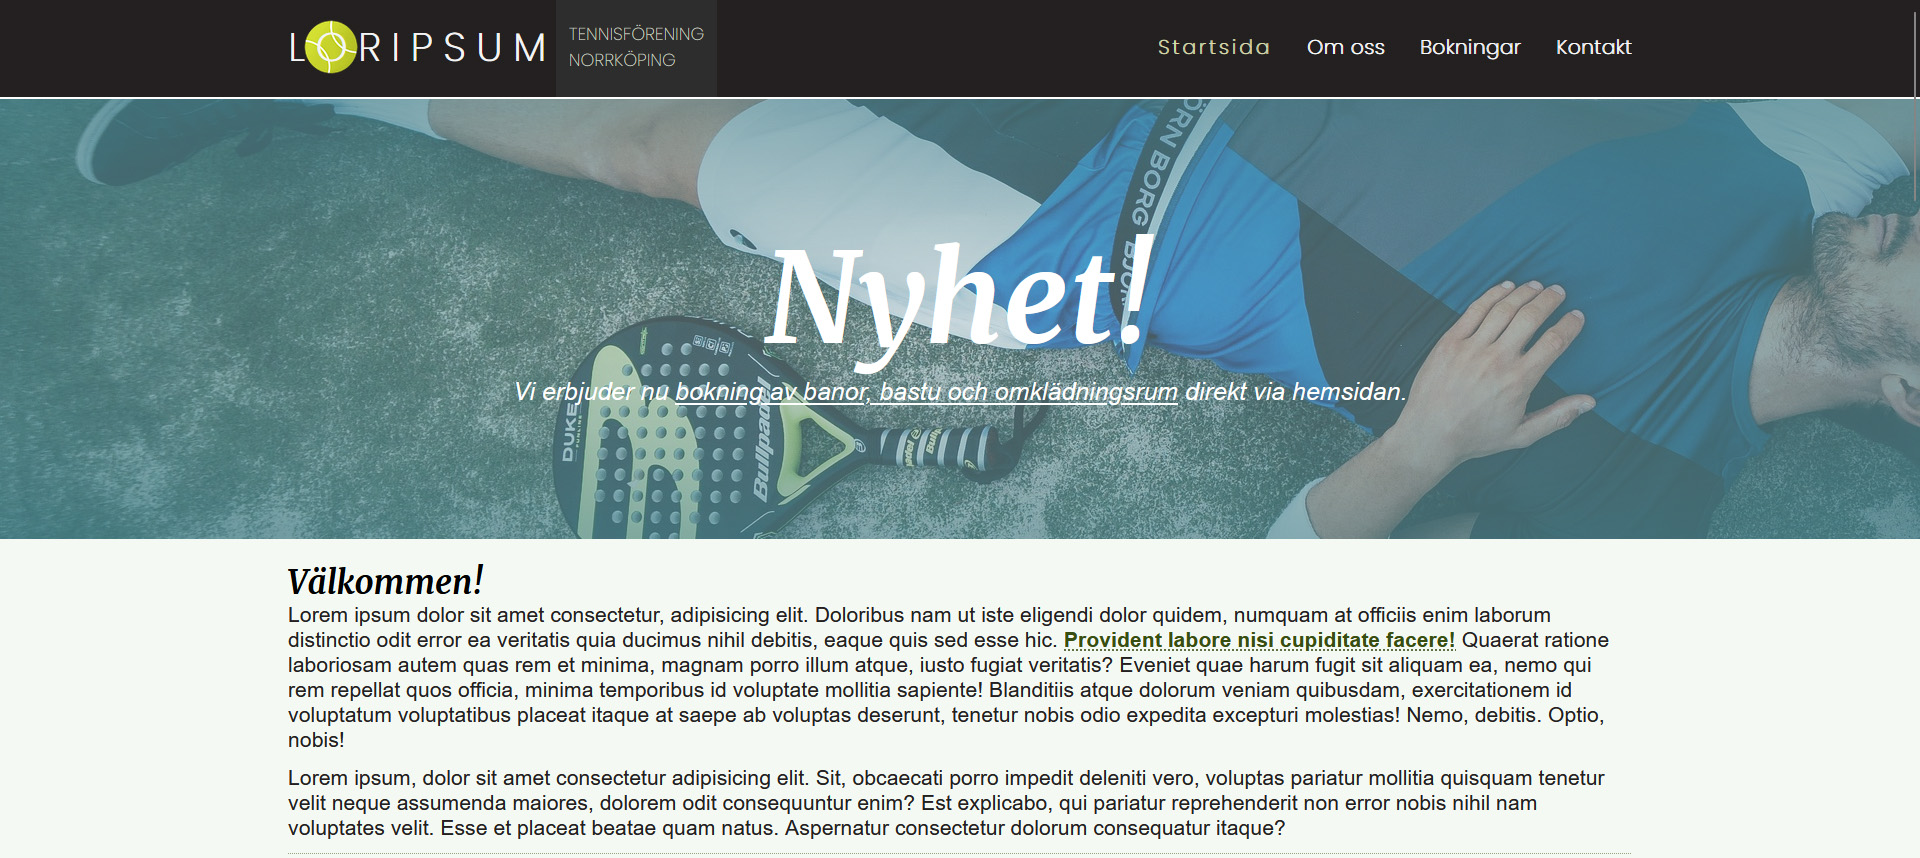 LORIPSUM
TENNISFÖRENING
NORRKÖPING
Startsida Om oss Bokningar Kontakt
ÖRN BORG
Nyhet!
Vi erbjuder nu bokning av banor, bastu och omklädningsrum direkt via hemsidan.
DUKE
Bullpadel
Välkommen!
Lorem ipsum dolor sit amet consectetur, adipisicing elit. Doloribus nam ut iste eligendi dolor quidem, numquam at officiis enim laborum
distinctio odit error ea veritatis quia ducimus nihil debitis, eaque quis sed esse hic. Provident labore nisi cupiditate facere! Quaerat ratione
laboriosam autem quas rem et minima, magnam porro illum atque, iusto fugiat veritatis? Eveniet quae harum fugit sit aliquam ea, nemo qui
rem repellat quos officia, minima temporibus id voluptate mollitia sapiente! Blanditiis atque dolorum veniam quibusdam, exercitationem id
voluptatum voluptatibus placeat itaque at saepe ab voluptas deserunt, tenetur nobis odio expedita excepturi molestias! Nemo, debitis. Optio,
nobis!
Lorem ipsum, dolor sit amet consectetur adipisicing elit. Sit, obcaecati porro impedit deleniti vero, voluptas pariatur mollitia quisquam tenetur
velit neque assumenda maiores, dolorem odit consequuntur enim? Est explicabo, qui pariatur reprehenderit non error nobis nihil nam
voluptates velit. Esse et placeat beatae quam natus. Aspernatur consectetur dolorum consequatur itaque?